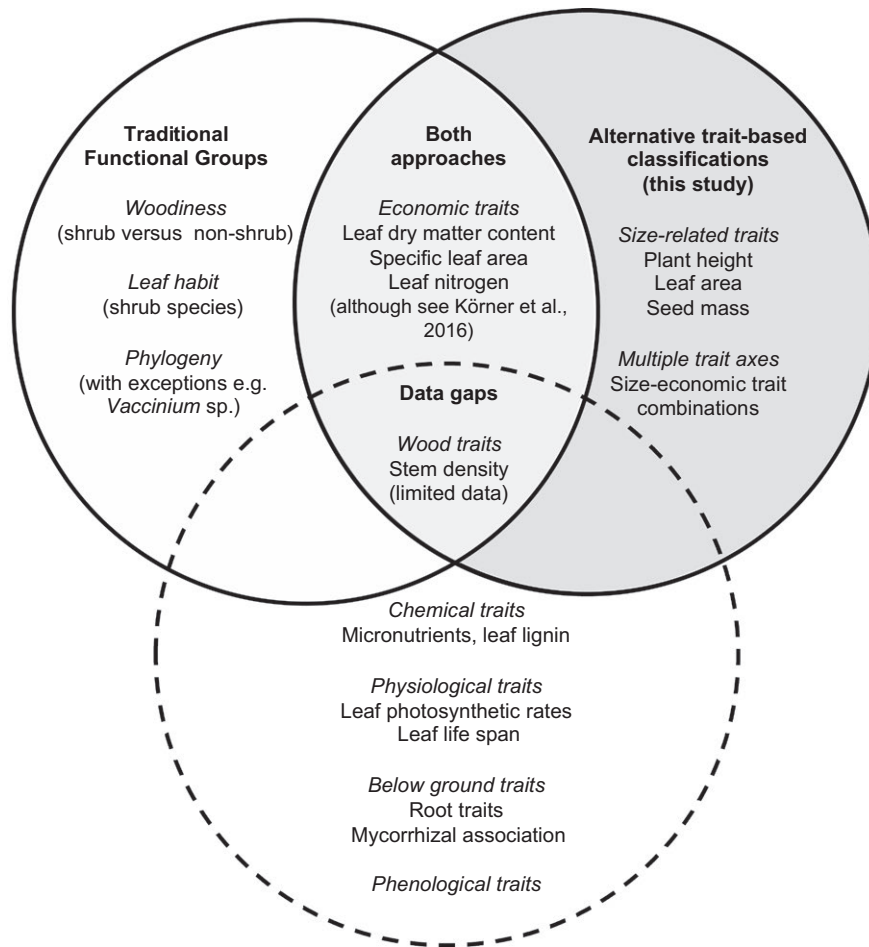 Traditional
Functional Groups
Woodiness
(shrub versus non-shrub)
Leaf habit
(shrub species)
Phylogeny
(with exceptions e.g.
Vaccinium sp.)
Both
approaches
Economic traits
Leaf dry matter content
Specific leaf area
Leaf nitrogen
(although see Körner et al.,
2016)
Alternative trait-based
classifications
(this study)
Size-related traits
Plant height
Leaf area
Seed mass
Multiple trait axes
Size-economic trait
combinations
Data gaps
Wood traits
Stem density
(limited data)
Chemical traits
Micronutrients, leaf lignin
Physiological traits
Leaf photosynthetic rates
Leaf life span
Below ground traits
Root traits
Mycorrhizal association
Phenological traits